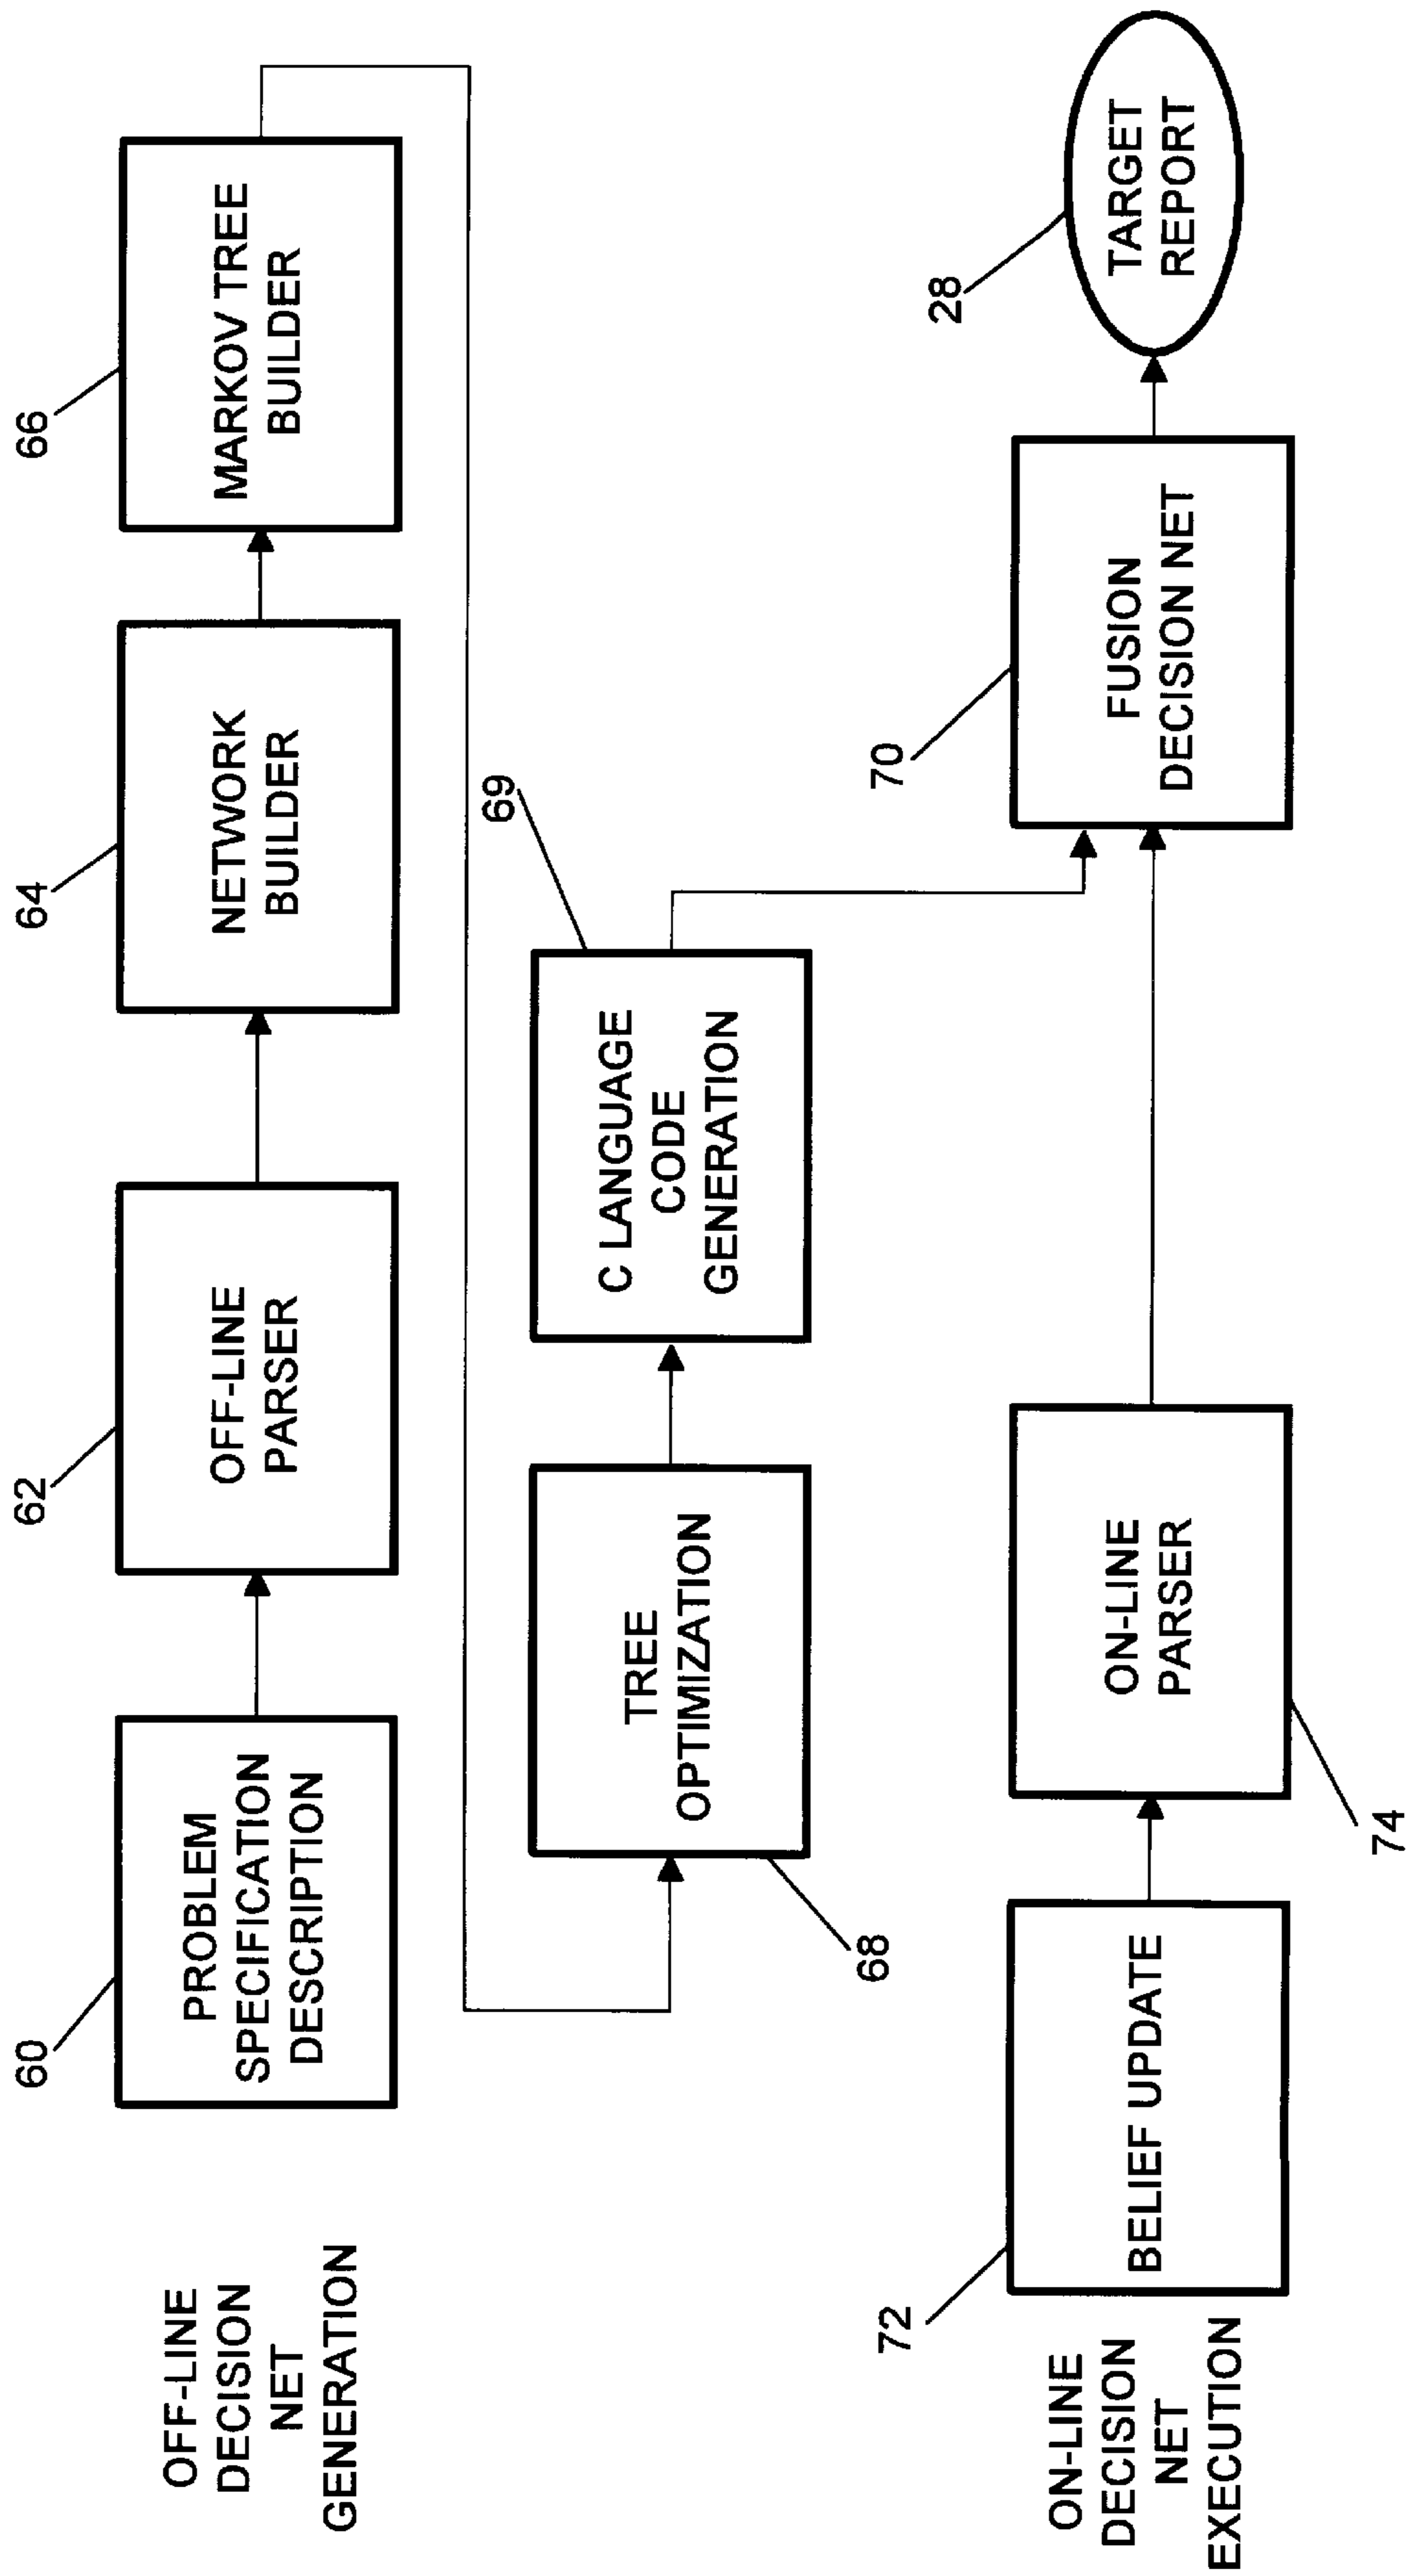 OFF-LINE
DECISION
NET
GENERATION
60
PROBLEM
SPECIFICATION
DESCRIPTION
62
OFF-LINE
PARSER
64
NETWORK
BUILDER
66
MARKOV TREE
BUILDER
68
TREE
OPTIMIZATION
69
C LANGUAGE
CODE
GENERATION
ON-LINE
DECISION
NET
EXECUTION
72
BELIEF UPDATE
74
ON-LINE
PARSER
70
FUSION
DECISION NET
28
TARGET
REPORT